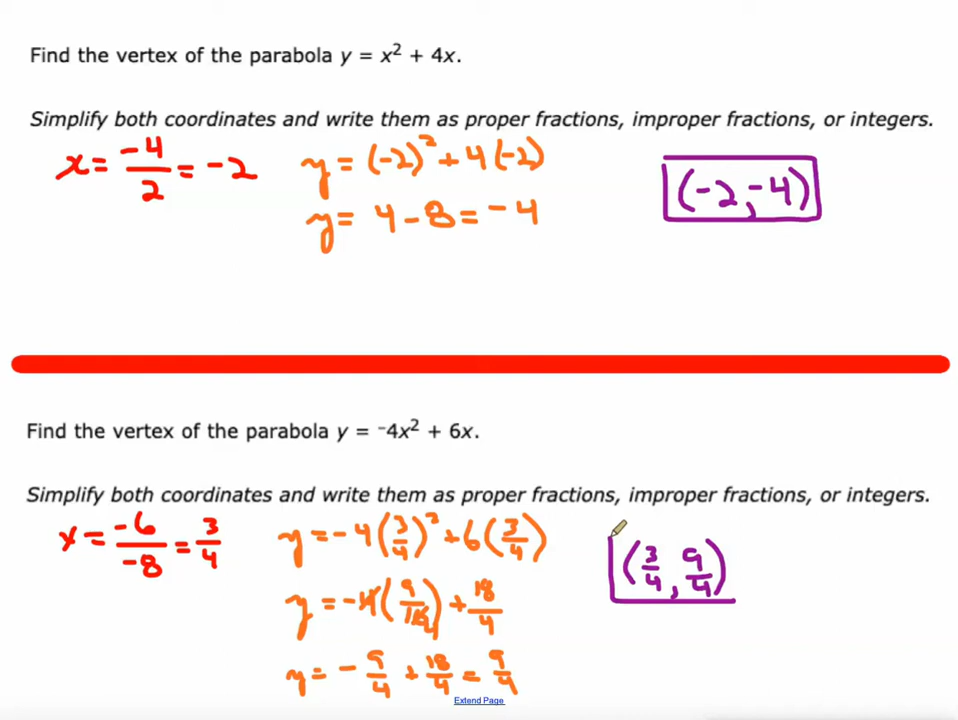 Find the vertex of the parabola y = x² + 4x.
Simplify both coordinates and write them as proper fractions, improper fractions, or integers.
x = -4/2 = -2
y = (-2)² + 4(-2)
y = 4 - 8 = -4
(-2, -4)
Find the vertex of the parabola y = ⁻4x² + 6x.
Simplify both coordinates and write them as proper fractions, improper fractions, or integers.
x = -6/-8 = 3/4
y = -4(3/4)² + 6(3/4)
y = -4(9/16 4) + 18/4
y = -9/4 + 18/4 = 9/4
(3/4, 9/4)
Extend Page